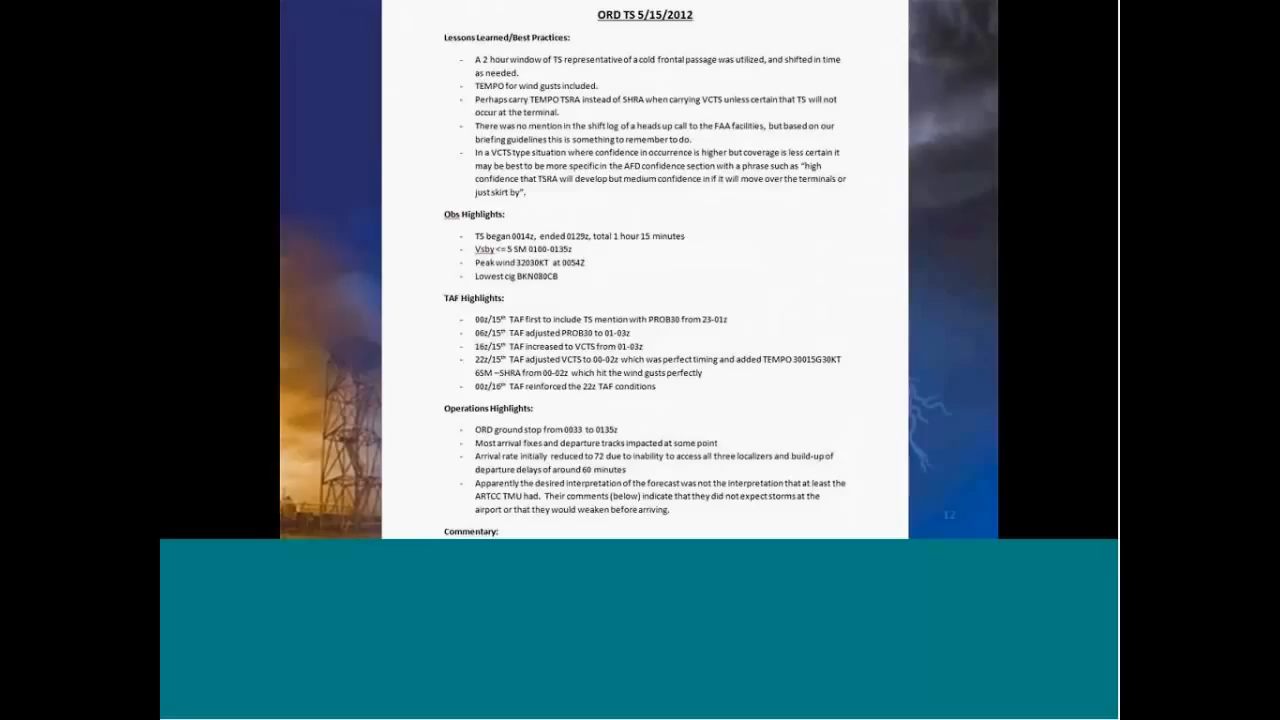 ORD TS 5/15/2012
Lessons Learned/Best Practices:
- A 2 hour window of TS representative of a cold frontal passage was utilized, and shifted in time
as needed.
- TEMPO for wind gusts included.
- Perhaps carry TEMPO TSRA instead of SHRA when carrying VCTS unless certain that TS will not
occur at the terminal.
- There was no mention in the shift log of a heads up call to the FAA facilities, but based on our
briefing guidelines this is something to remember to do.
- In a VCTS type situation where confidence in occurrence is higher but coverage is less certain it
may be best to be more specific in the AFD confidence section with a phrase such as "high
confidence that TSRA will develop but medium confidence in if it will move over the terminals or
just skirt by".
Obs Highlights:
- TS began 0014z, ended 0129z, total 1 hour 15 minutes
- Vsby <= 5 SM 0100-0135z
- Peak wind 32030KT at 0054Z
- Lowest cig BKN080CB
TAF Highlights:
- 00z/15th TAF first to include TS mention with PROB30 from 23-01z
- 06z/15th TAF adjusted PROB30 to 01-03z
- 16z/15th TAF increased to VCTS from 01-03z
- 22z/15th TAF adjusted VCTS to 00-02z which was perfect timing and added TEMPO 30015G30KT
6SM –SHRA from 00-02z which hit the wind gusts perfectly
- 00z/16th TAF reinforced the 22z TAF conditions
Operations Highlights:
- ORD ground stop from 0033 to 0135z
- Most arrival fixes and departure tracks impacted at some point
- Arrival rate initially reduced to 72 due to inability to access all three localizers and build-up of
departure delays of around 60 minutes
- Apparently the desired interpretation of the forecast was not the interpretation that at least the
ARTCC TMU had. Their comments (below) indicate that they did not expect storms at the
airport or that they would weaken before arriving.
12
Commentary: